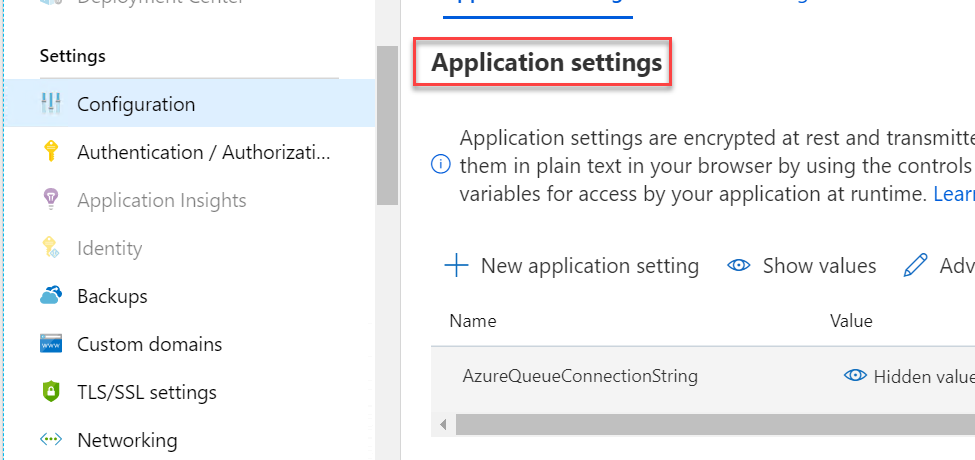 Deployment Center
Settings
Configuration
Authentication / Authorizati...
Application Insights
Identity
Backups
Custom domains
TLS/SSL settings
Networking
Application settings
Application settings are encrypted at rest and transmitte
them in plain text in your browser by using the controls
variables for access by your application at runtime. Lear
New application setting
Show values
Adv
Name
Value
AzureQueueConnectionString
Hidden value